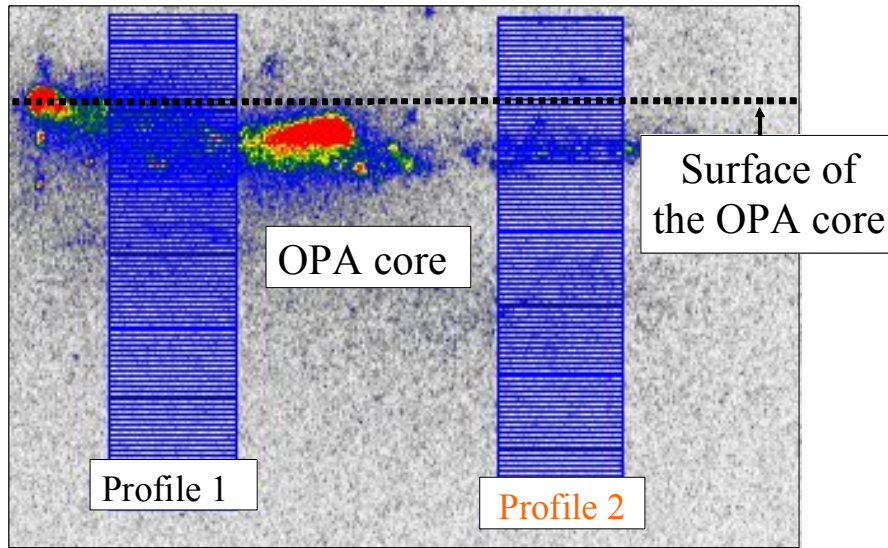 Surface of
the OPA core
OPA core
Profile 1
Profile 2